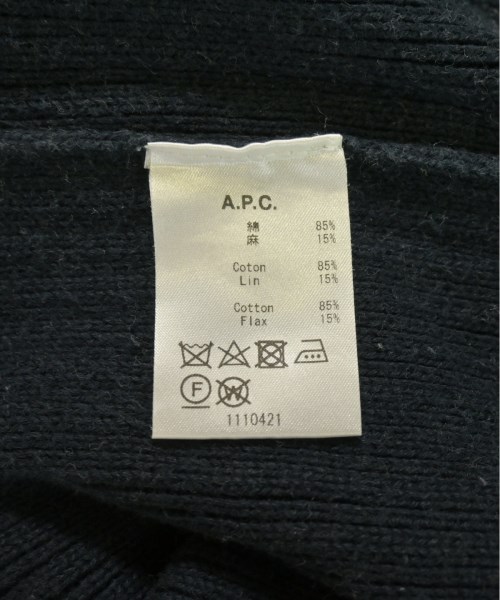 A.P.C.
綿 85%
麻 15%
Coton 85%
Lin 15%
Cotton 85%
Flax 15%
F W
1110421